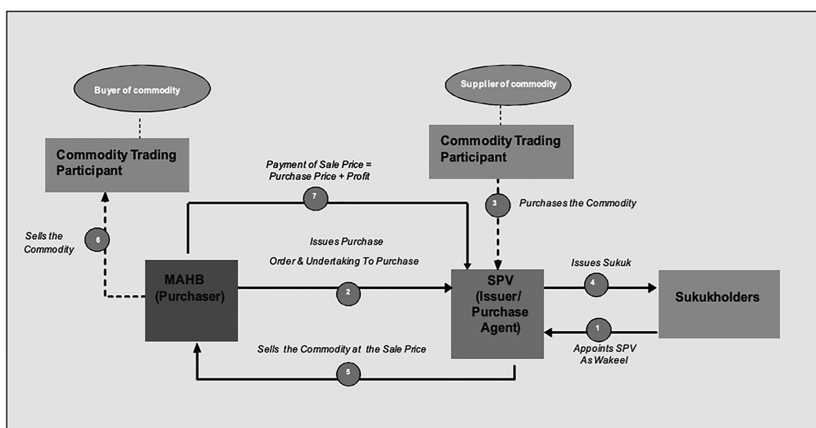 Buyer of commodity
Supplier of commodity
Commodity Trading
Participant
Commodity Trading
Participant
Payment of Sale Price =
Purchase Price + Profit
7
3
Purchases the Commodity
Sells the
Commodity
6
Issues Purchase
Order & Undertaking To Purchase
2
MAHB
(Purchaser)
SPV
(Issuer/
Purchase
Agent)
Issues Sukuk
4
Sukukholders
1
Appoints SPV
As Wakeel
Sells the Commodity at the Sale Price
5